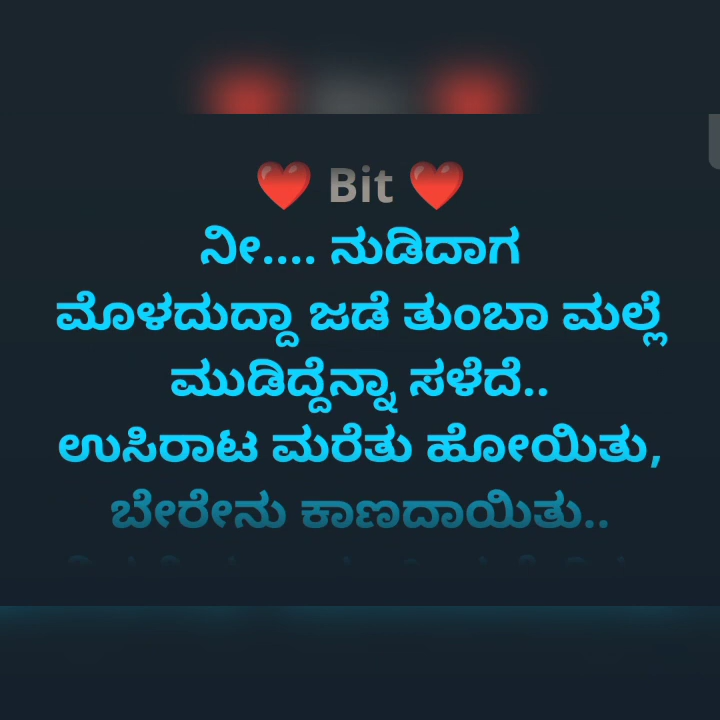 ❤️ Bit ❤️
ನೀ.... ನುಡಿದಾಗ
ಮೊಳದುದ್ದಾ ಜಡೆ ತುಂಬಾ ಮಲ್ಲೆ
ಮುಡಿದ್ದೆನ್ನಾ ಸಳೆದೆ..
ಉಸಿರಾಟ ಮರೆತು ಹೋಯಿತು,
ಬೇರೇನು ಕಾಣದಾಯಿತು..